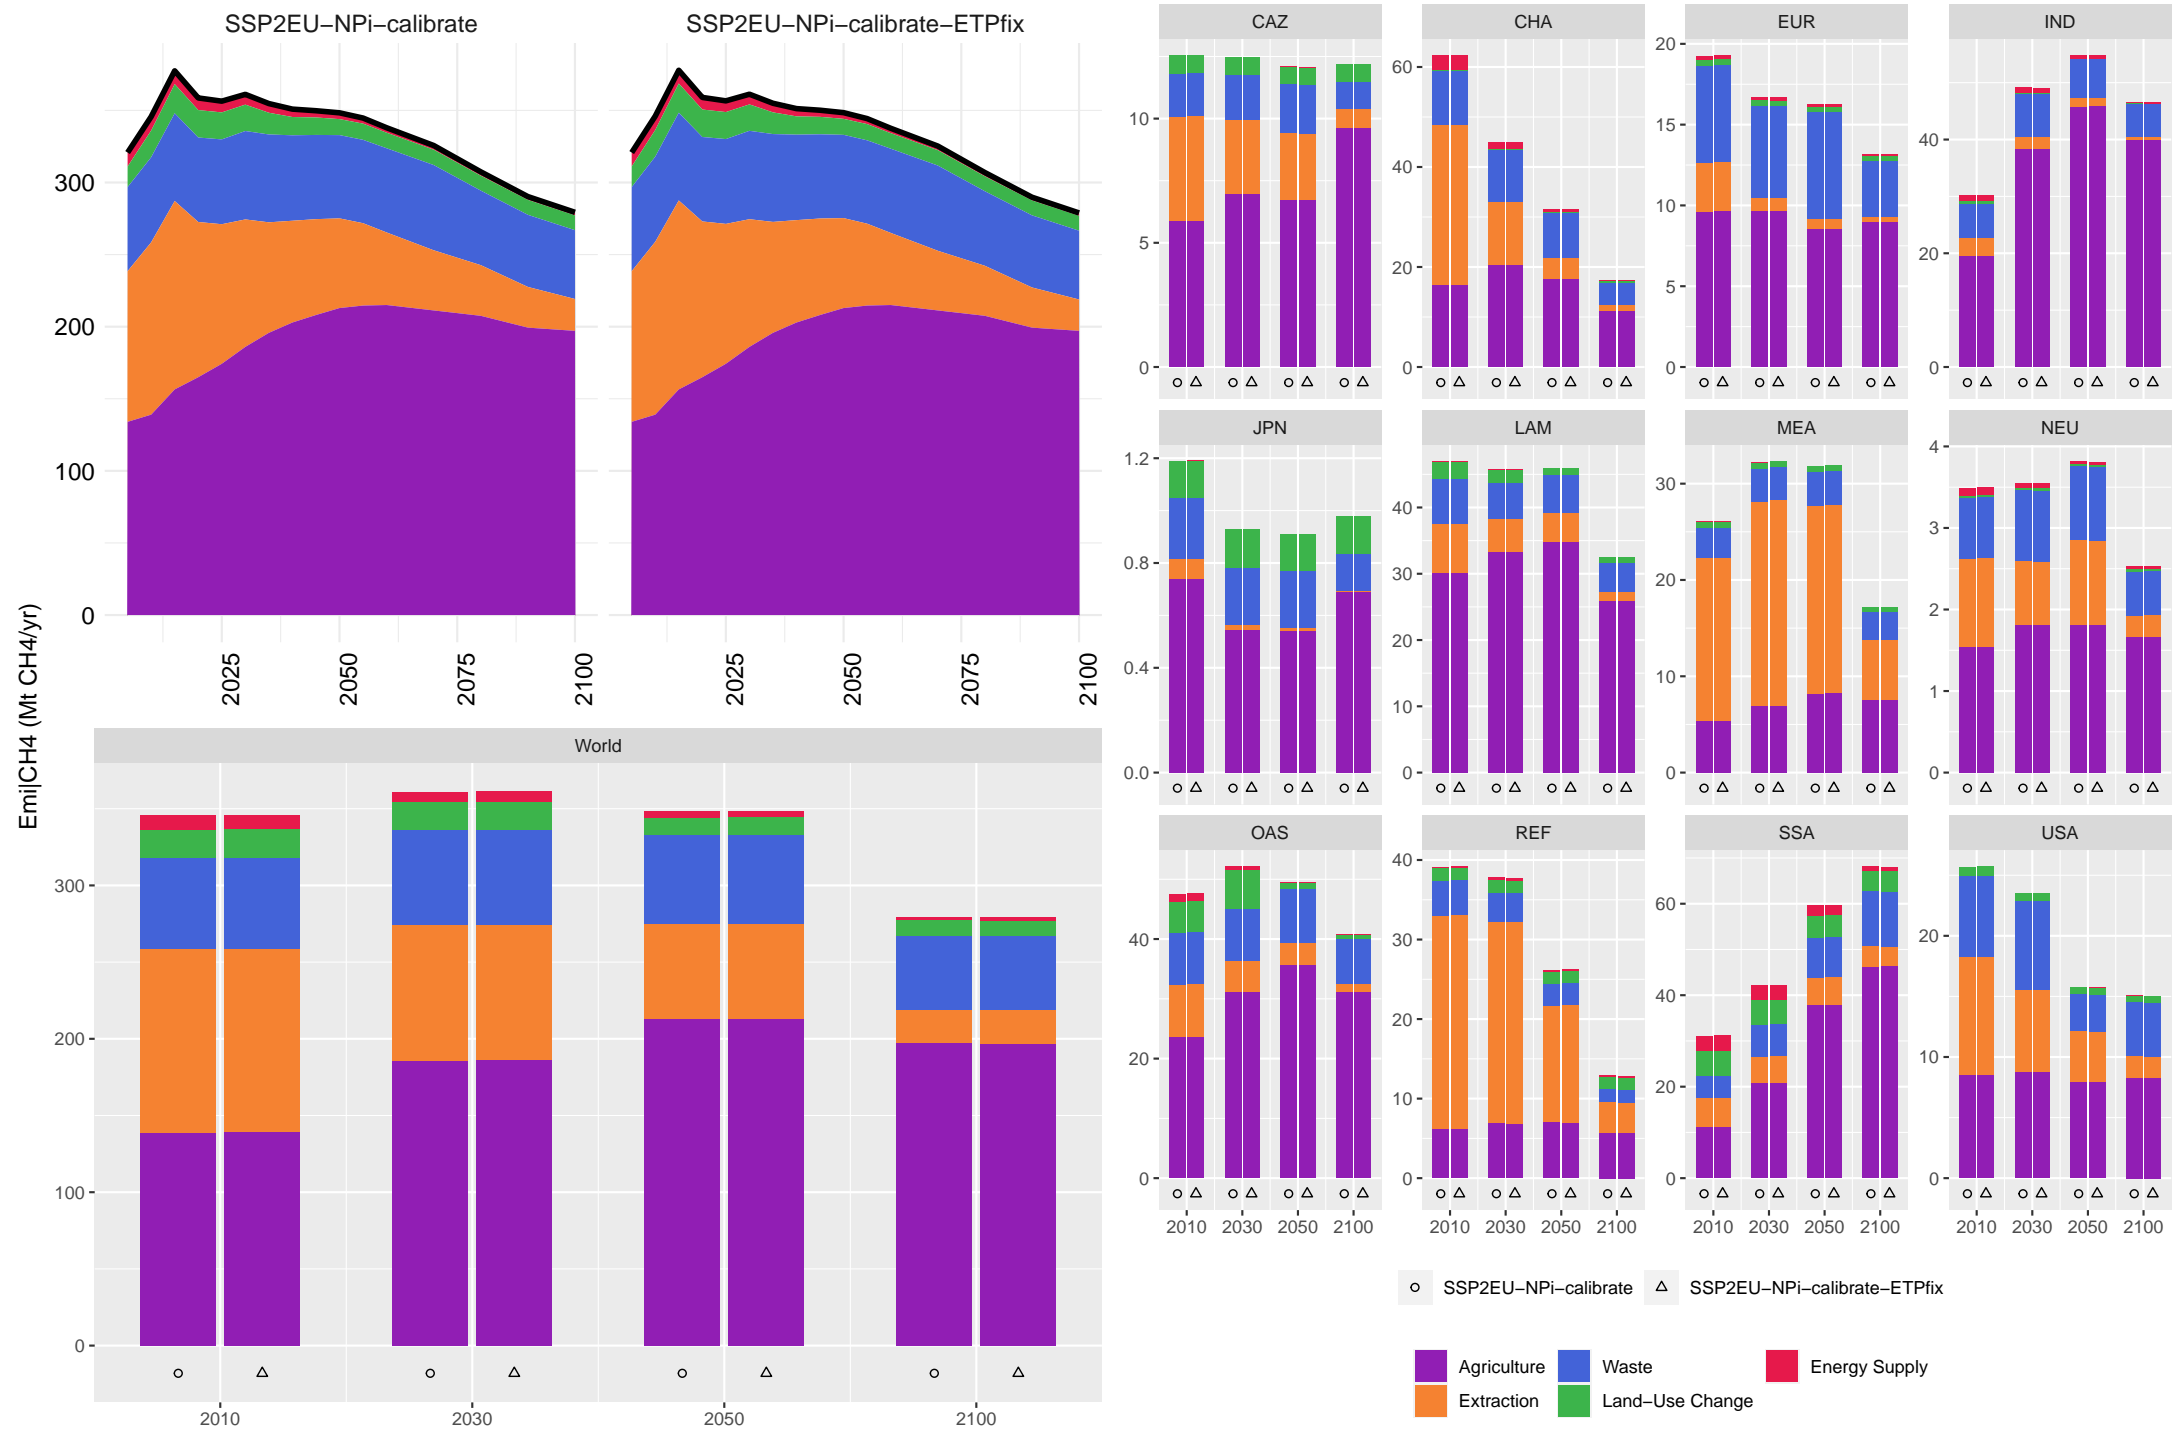 SSP2EU−NPi−calibrate
SSP2EU−NPi−calibrate−ETPfix
300
200
100
0
2025
2050
2075
2100
2025
2050
2075
2100
Emi|CH4 (Mt CH4/yr)
World
300
200
100
0
2010
2030
2050
2100
CAZ
10
5
0
CHA
60
40
20
0
EUR
20
15
10
5
0
IND
40
20
0
JPN
1.2
0.8
0.4
0.0
LAM
40
30
20
10
0
MEA
30
20
10
0
NEU
4
3
2
1
0
OAS
40
20
0
2010 2030 2050 2100
REF
40
30
20
10
0
2010 2030 2050 2100
SSA
60
40
20
0
2010 2030 2050 2100
USA
20
10
0
2010 2030 2050 2100
SSP2EU−NPi−calibrate
SSP2EU−NPi−calibrate−ETPfix
Agriculture
Waste
Energy Supply
Extraction
Land−Use Change